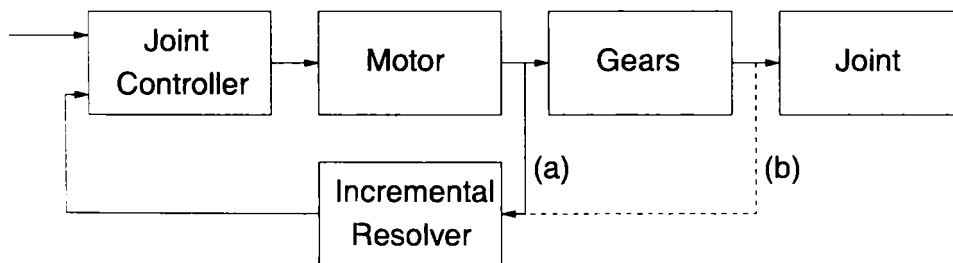 Joint
Controller
Motor
Gears
Joint
(a)
(b)
Incremental
Resolver